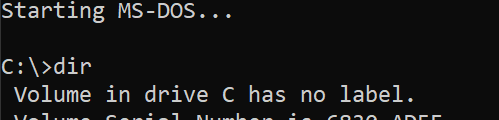 Starting MS-DOS...
C:\>dir
Volume in drive C has no label.
Volume Serial Number is